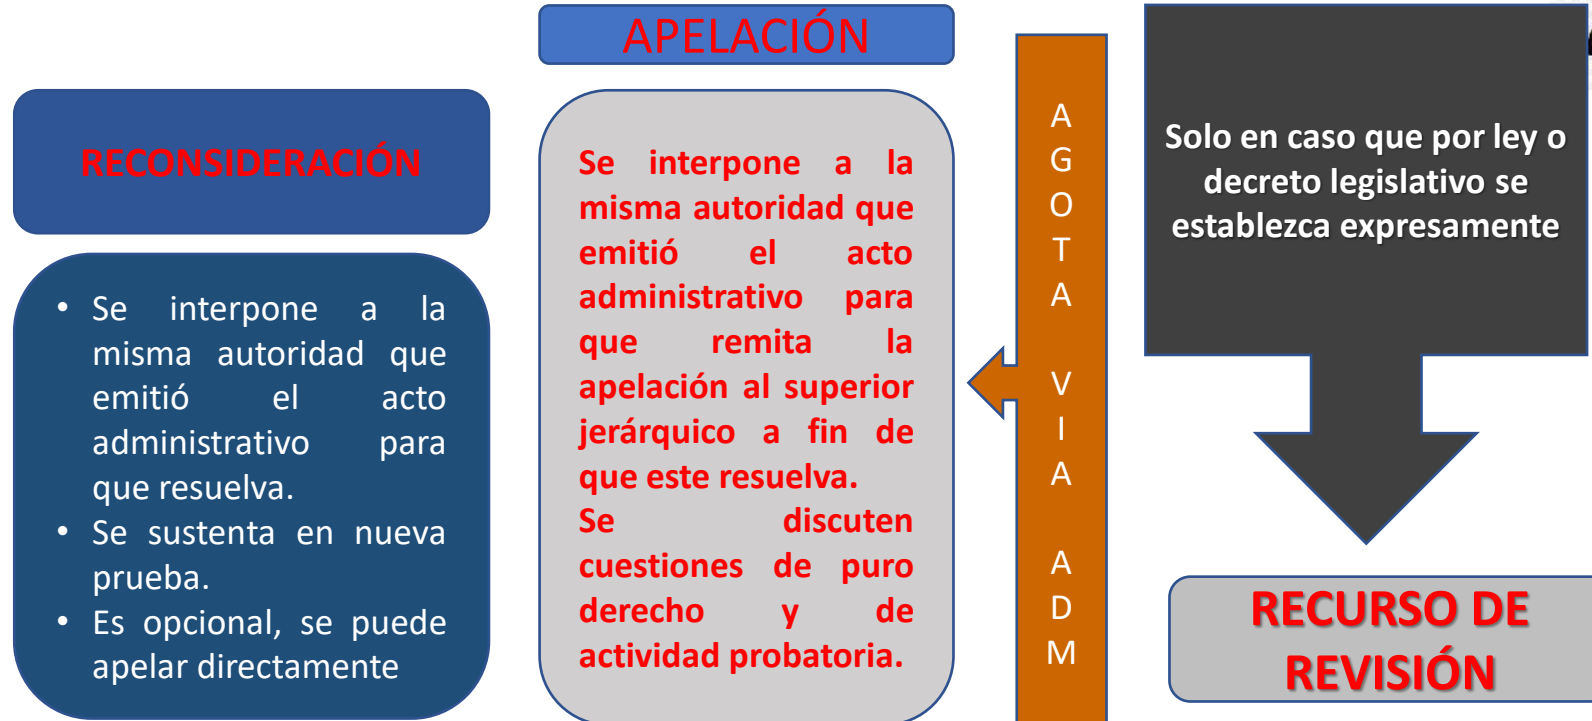 RECONSIDERACIÓN
• Se interpone a la
misma autoridad que
emitió el acto
administrativo para
que resuelva.
• Se sustenta en nueva
prueba.
• Es opcional, se puede
apelar directamente
APELACIÓN
Se interpone a la
misma autoridad que
emitió el acto
administrativo para
que remita la
apelación al superior
jerárquico a fin de
que este resuelva.
Se discuten
cuestiones de puro
derecho y de
actividad probatoria.
A
G
O
T
A
V
I
A
A
D
M
Solo en caso que por ley o
decreto legislativo se
establezca expresamente
RECURSO DE
REVISIÓN